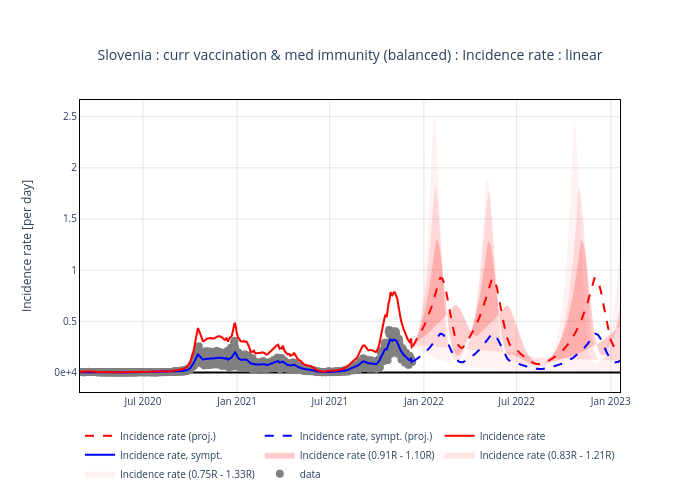 Slovenia : curr vaccination & med immunity (balanced) : Incidence rate : linear
Incidence rate [per day]
2.5
2
1.5
1
0.5
0e+4
Jul 2020
Jan 2021
Jul 2021
Jan 2022
Jul 2022
Jan 2023
Incidence rate (proj.)
Incidence rate, sympt. (proj.)
Incidence rate
Incidence rate, sympt.
Incidence rate (0.91R - 1.10R)
Incidence rate (0.83R - 1.21R)
Incidence rate (0.75R - 1.33R)
data